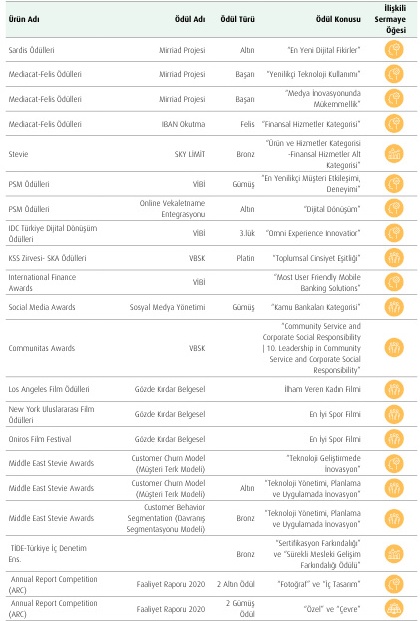 Ürün Adı Ödül Adı Ödül Türü Ödül Konusu İlişkili
Sermaye
Öğesi
Sardis Ödülleri Mirriad Projesi Altın "En Yeni Dijital Fikirler"
Mediacat-Felis Ödülleri Mirriad Projesi Başarı "Yenilikçi Teknoloji Kullanımı"
Mediacat-Felis Ödülleri Mirriad Projesi Başarı "Medya İnovasyonunda
Mükemmellik"
Mediacat-Felis Ödülleri IBAN Okutma Felis "Finansal Hizmetler Kategorisi"
Stevie SKY LİMİT Bronz "Ürün ve Hizmetler Kategorisi
-Finansal Hizmetler Alt
Kategorisi"
PSM Ödülleri VİBİ Gümüş "En Yenilikçi Müşteri Etkileşimi,
Deneyimi"
PSM Ödülleri Online Vekaletname
Entegrasyonu Altın "Dijital Dönüşüm"
IDC Türkiye Dijital Dönüşüm
Ödülleri VİBİ 3.lük "Omni Experience Innovatior"
KSS Zirvesi- SKA Ödülleri VBSK Platin "Toplumsal Cinsiyet Eşitliği"
International Finance
Awards VİBİ "Most User Friendly Mobile
Banking Solutions"
Social Media Awards Sosyal Medya Yönetimi Gümüş "Kamu Bankaları Kategorisi"
Communitas Awards VBSK "Community Service and
Corporate Social Responsibility
| 10. Leadership in Community
Service and Corporate Social
Responsibility"
Los Angeles Film Ödülleri Gözde Kırdar Belgesel İlham Veren Kadın Filmi
New York Uluslararası Film
Ödülleri Gözde Kırdar Belgesel En İyi Spor Filmi
Oniros Film Festival Gözde Kırdar Belgesel En İyi Spor Filmi
Middle East Stevie Awards Customer Churn Model
(Müşteri Terk Modeli) "Teknoloji Geliştirmede
İnovasyon"
Middle East Stevie Awards Customer Churn Model
(Müşteri Terk Modeli) Altın "Teknoloji Yönetimi, Planlama
ve Uygulamada İnovasyon"
Middle East Stevie Awards Customer Behavior
Segmentation (Davranış
Segmentasyonu Modeli) Bronz "Teknoloji Yönetimi, Planlama
ve Uygulamada İnovasyon"
TİDE-Türkiye İç Denetim
Ens. Bronz "Sertifikasyon Farkındalığı"
ve "Sürekli Mesleki Gelişim
Farkındalığı Ödülü"
Annual Report Competition
(ARC) Faaliyet Raporu 2020 2 Altın Ödül "Fotoğraf" ve "İç Tasarım"
Annual Report Competition
(ARC) Faaliyet Raporu 2020 2 Gümüş
Ödül "Özel" ve "Çevre"